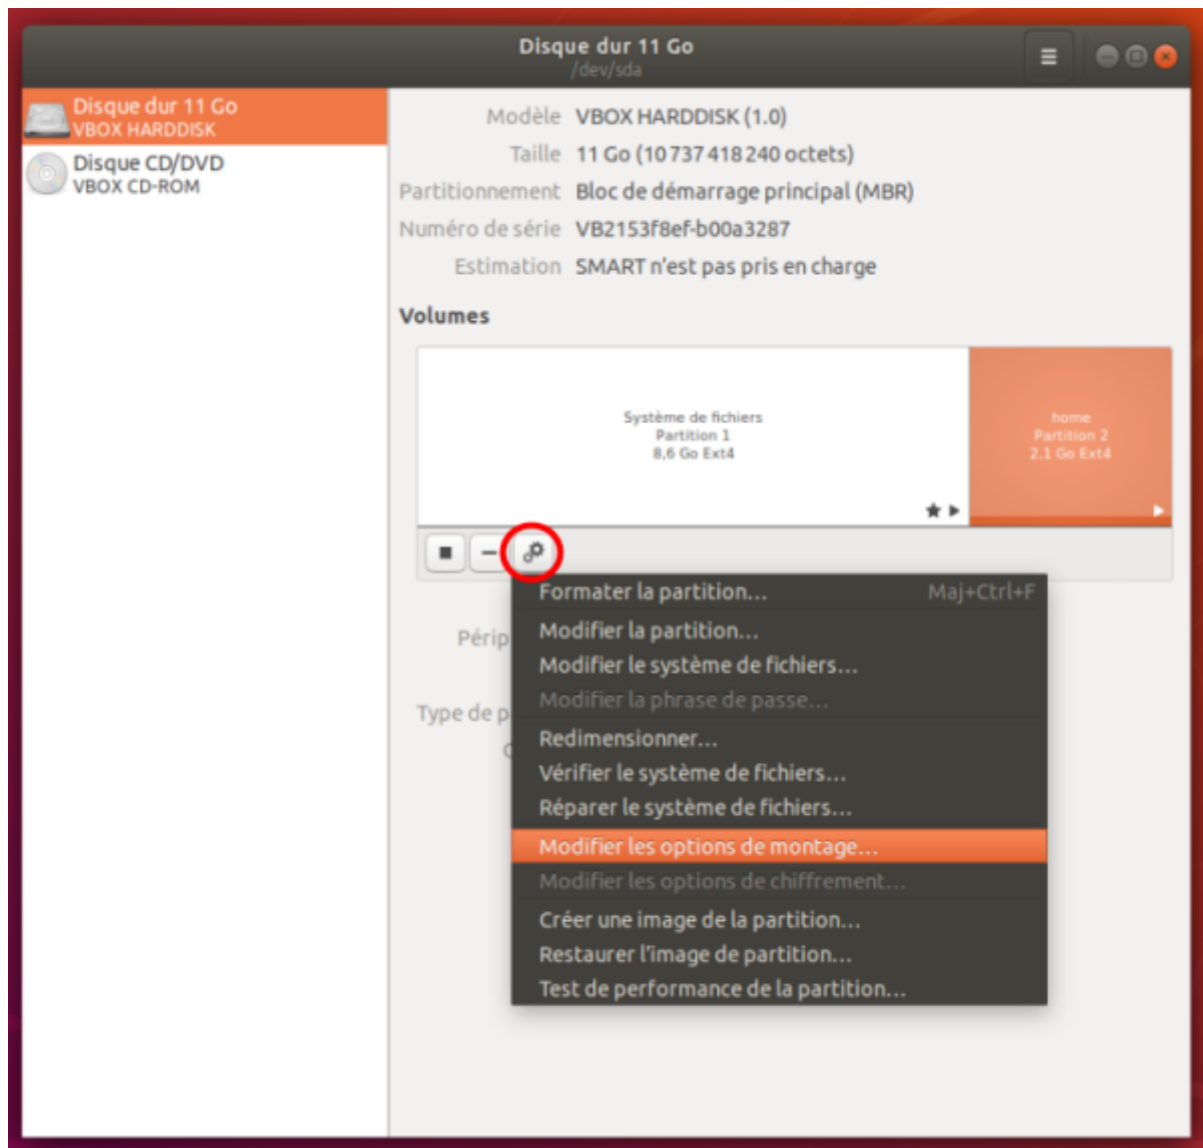 Disque dur 11 Go
/dev/sda
Disque dur 11 Go
VBOX HARDDISK
Disque CD/DVD
VBOX CD-ROM
Modèle VBOX HARDDISK (1.0)
Taille 11 Go (10 737 418 240 octets)
Partitionnement Bloc de démarrage principal (MBR)
Numéro de série VB2153f8ef-b00a3287
Estimation SMART n’est pas pris en charge
Volumes
Système de fichiers
Partition 1
8,6 Go Ext4
home
Partition 2
2,1 Go Ext4
Formater la partition... Maj+Ctrl+F
Modifier la partition...
Modifier le système de fichiers...
Modifier la phrase de passe...
Redimensionner...
Vérifier le système de fichiers...
Réparer le système de fichiers...
Modifier les options de montage...
Modifier les options de chiffrement...
Créer une image de la partition...
Restaurer l’image de partition...
Test de performance de la partition...
Périp
Type de p